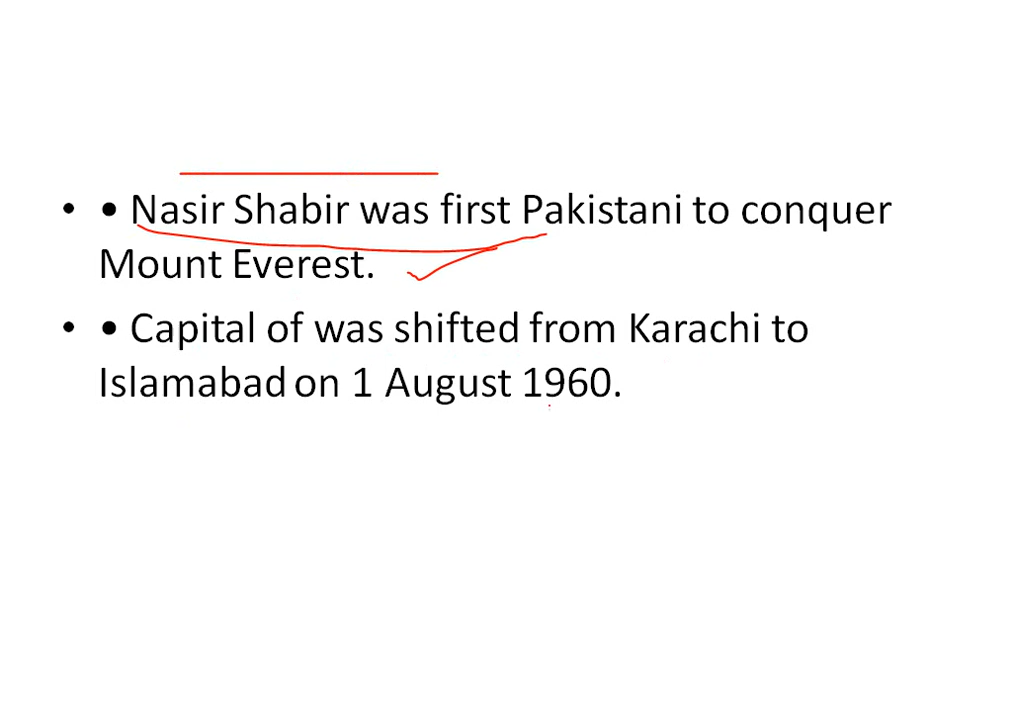 • • Nasir Shabir was first Pakistani to conquer
Mount Everest.
• • Capital of was shifted from Karachi to
Islamabad on 1 August 1960.